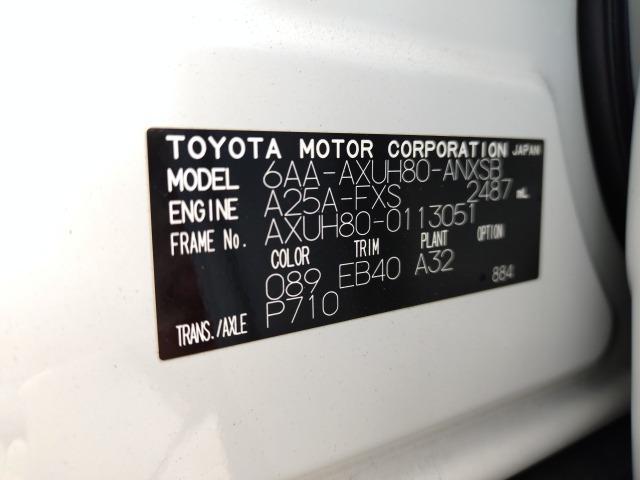 TOYOTA MOTOR CORPORATION JAPAN
MODEL 6AA-AXUH80-ANXSB
ENGINE A25A-FXS 2487 mL
FRAME No. AXUH80-0113051
COLOR TRIM PLANT OPTION
089 EB40 A32 884
TRANS./AXLE P710